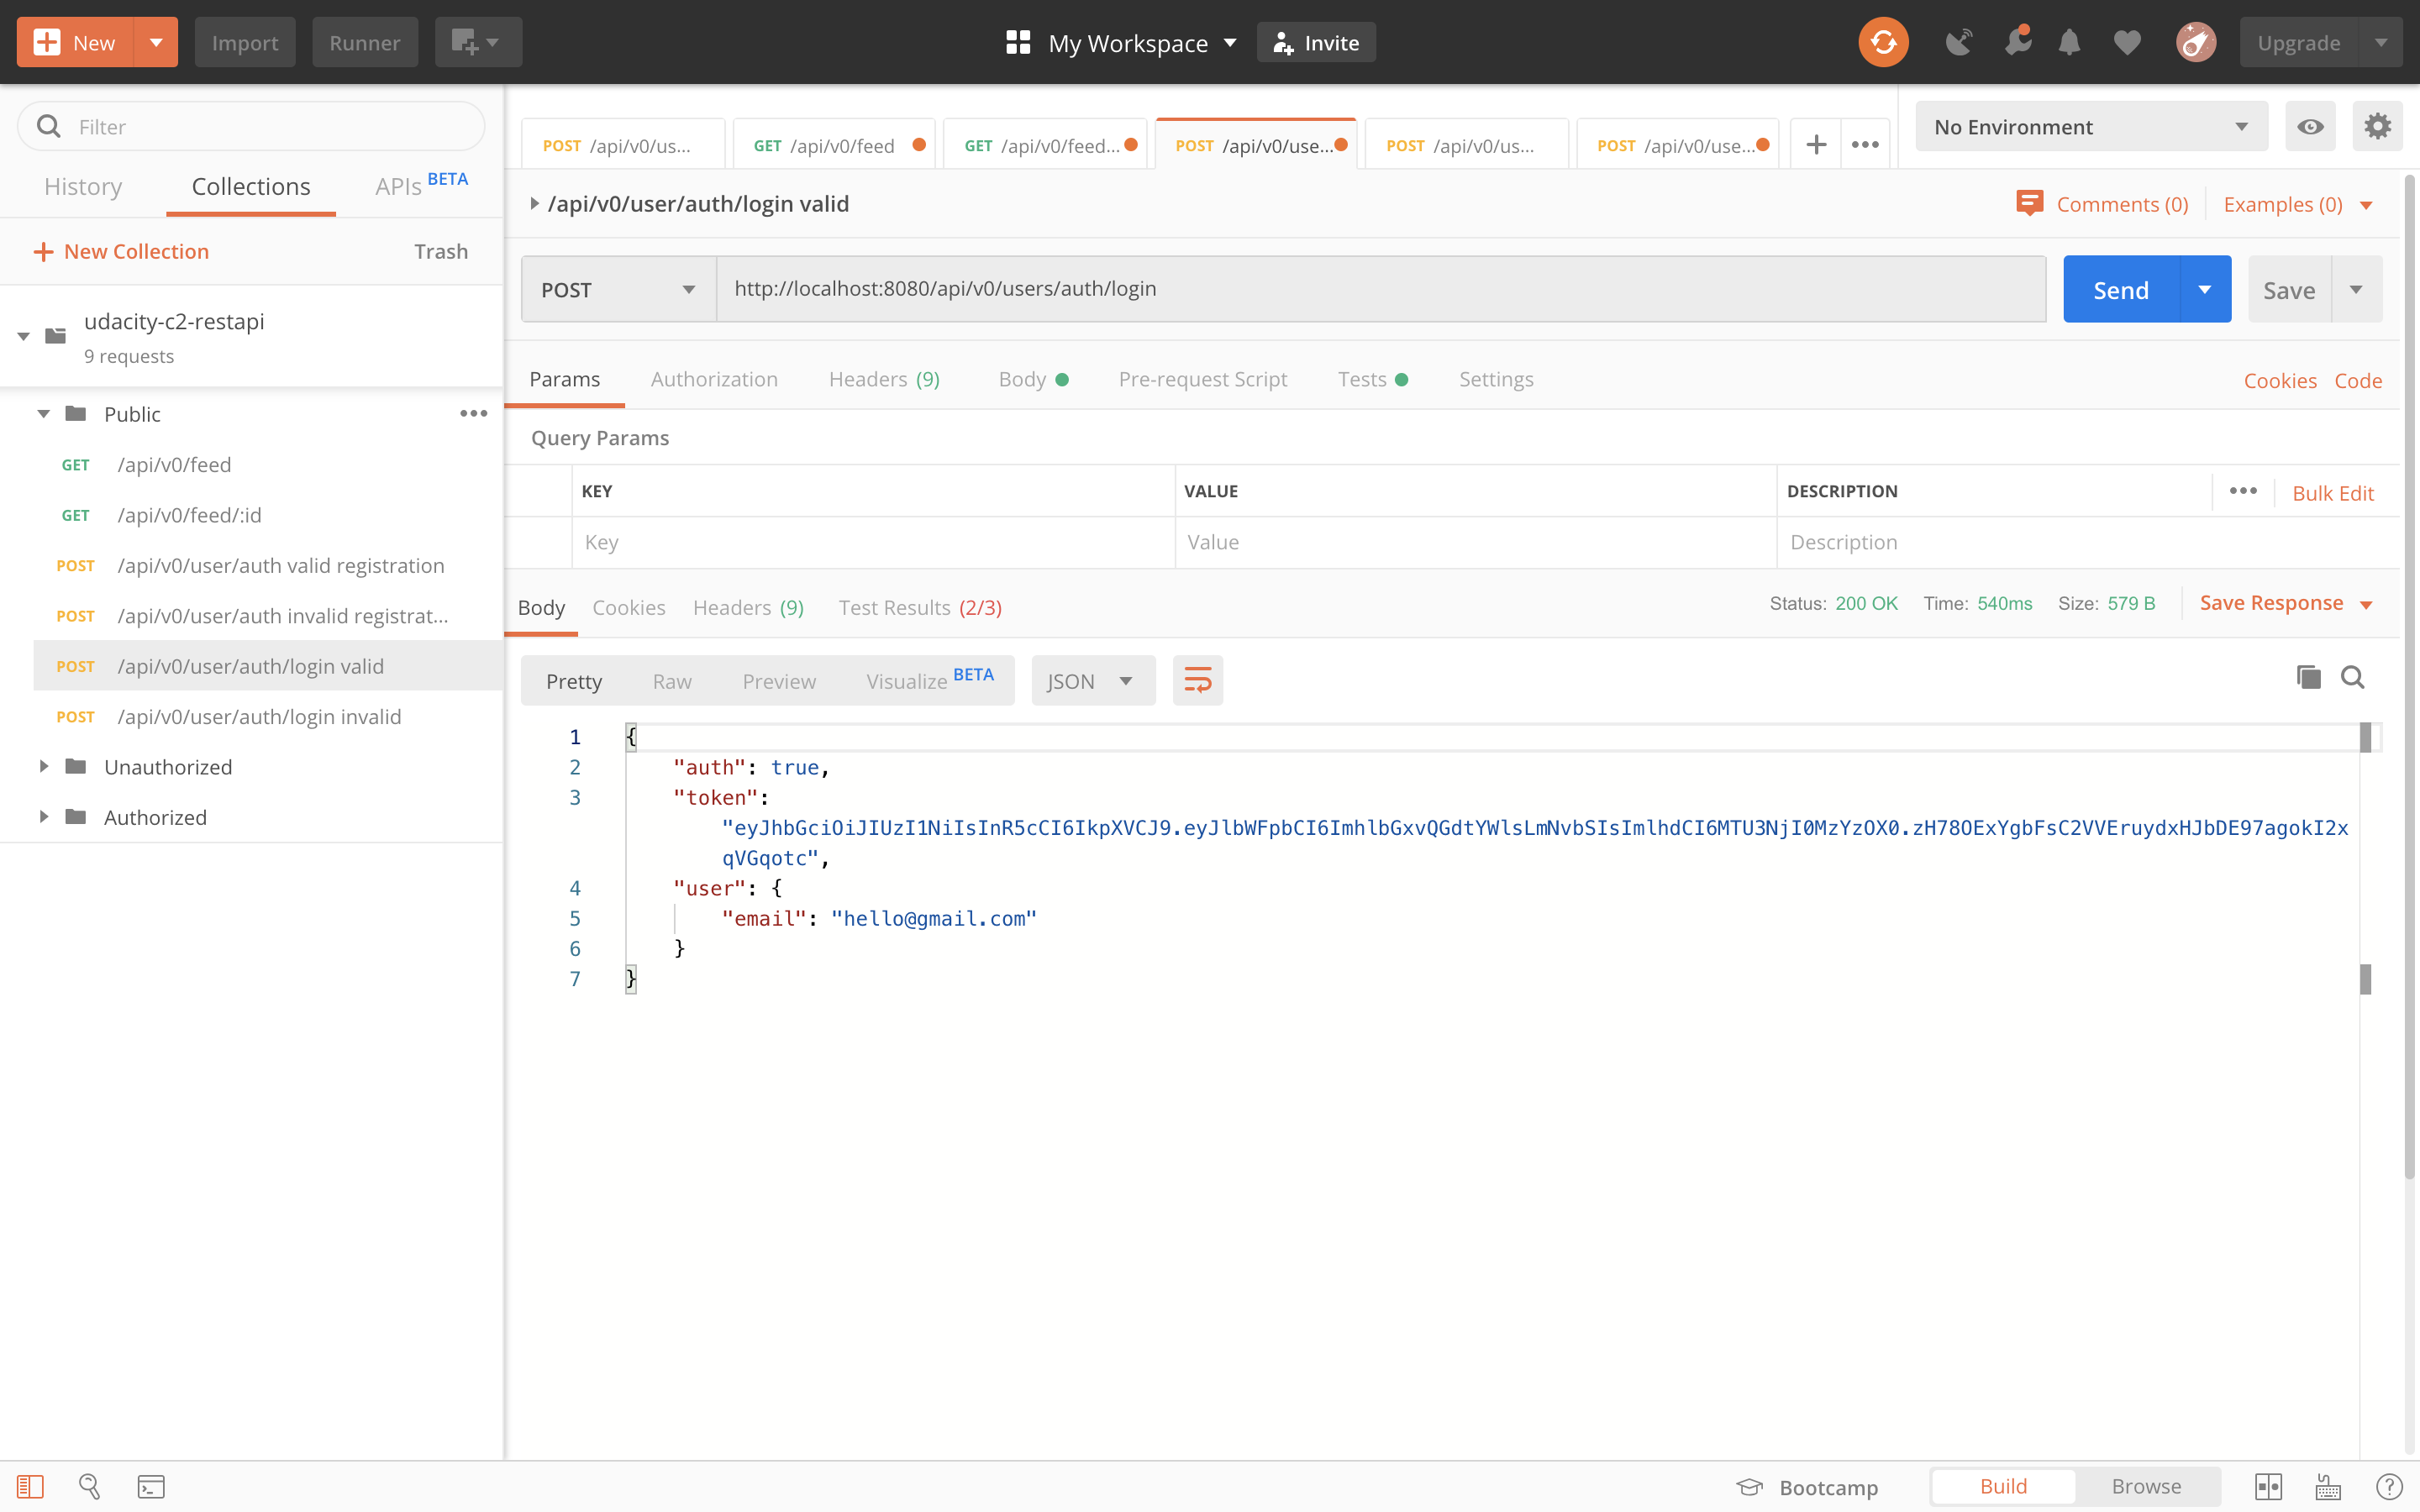 New
Import
Runner
My Workspace
Invite
Upgrade
Filter
History
Collections
APIs BETA
New Collection
Trash
udacity-c2-restapi
9 requests
Public
GET /api/v0/feed
GET /api/v0/feed/:id
POST /api/v0/user/auth valid registration
POST /api/v0/user/auth invalid registrat...
POST /api/v0/user/auth/login valid
POST /api/v0/user/auth/login invalid
Unauthorized
Authorized
POST /api/v0/us...
GET /api/v0/feed
GET /api/v0/feed...
POST /api/v0/use...
POST /api/v0/us...
POST /api/v0/use...
No Environment
/api/v0/user/auth/login valid
Comments (0)
Examples (0)
POST
http://localhost:8080/api/v0/users/auth/login
Send
Save
Params
Authorization
Headers (9)
Body
Pre-request Script
Tests
Settings
Cookies
Code
Query Params
KEY
VALUE
DESCRIPTION
Bulk Edit
Key
Value
Description
Body
Cookies
Headers (9)
Test Results (2/3)
Status: 200 OK
Time: 540ms
Size: 579 B
Save Response
Pretty
Raw
Preview
Visualize BETA
JSON
1 {
2 "auth": true,
3 "token":
"eyJhbGciOiJIUzI1NiIsInR5cCI6IkpXVCJ9.eyJlbWFpbCI6ImhlbGxvQGdtYWlsLmNvbSIsImlhdCI6MTU3NjI0MzYzOX0.zH78OExYgbFsC2VVEruydxHJbDE97agokI2x
qVGqotc",
4 "user": {
5 "email": "hello@gmail.com"
6 }
7 }
Bootcamp
Build
Browse